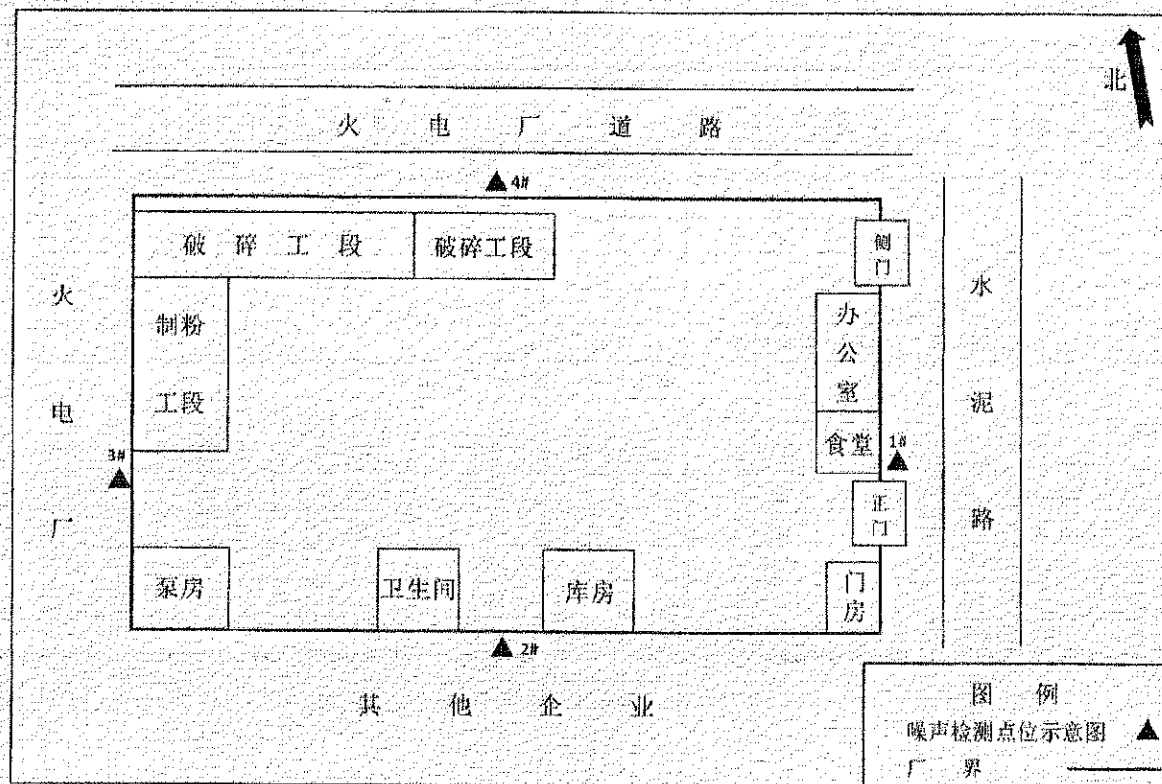 北
火电厂道路
4#
破碎工段
破碎工段
侧门
火电厂
制粉工段
办公室
水泥路
食堂
1#
3#
正门
泵房
卫生间
库房
门房
2#
其他企业
图例
噪声检测点位示意图
厂界